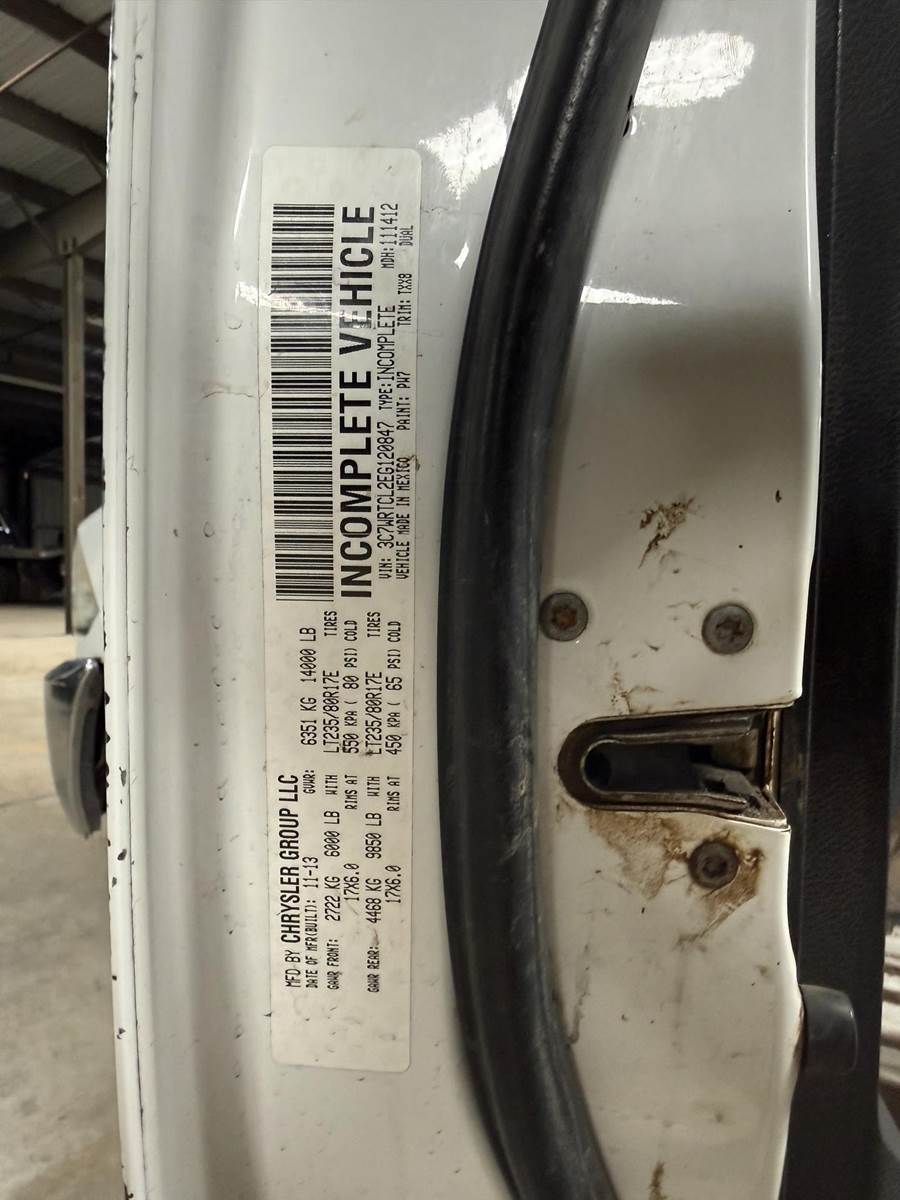 MFD BY CHRYSLER GROUP LLC
DATE OF MFR(BUILT): 11-13 GVWR: 6351 KG 14000 LB
GAWR FRONT: 2722 KG 6000 LB WITH LT235/80R17E TIRES
17X6.0 RIMS AT 550 KPA ( 80 PSI) COLD
GAWR REAR: 4468 KG 9850 LB WITH LT235/80R17E TIRES
17X6.0 RIMS AT 450 KPA ( 65 PSI) COLD
INCOMPLETE VEHICLE
VIN: 3C7WRTCL2EG120847 TYPE: INCOMPLETE MDH: 111412
VEHICLE MADE IN MEXICO PAINT: PW7 TRIM: TXX8 DUAL